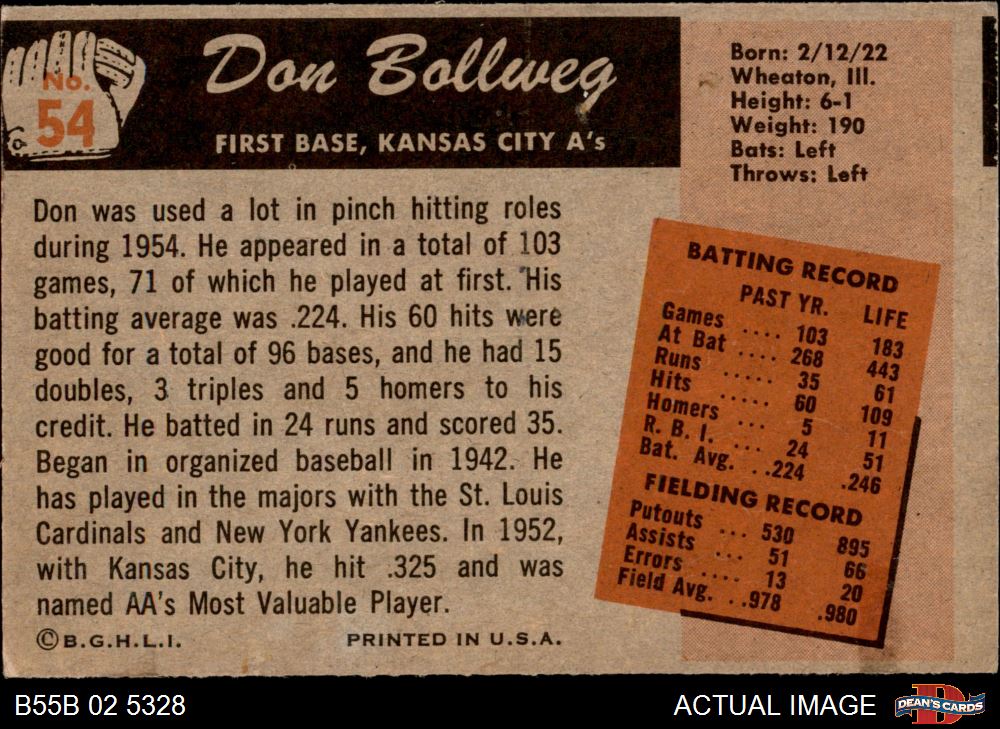 No.
54
Don Bollweg
FIRST BASE, KANSAS CITY A's
Born: 2/12/22
Wheaton, Ill.
Height: 6-1
Weight: 190
Bats: Left
Throws: Left
Don was used a lot in pinch hitting roles
during 1954. He appeared in a total of 103
games, 71 of which he played at first. His
batting average was .224. His 60 hits were
good for a total of 96 bases, and he had 15
doubles, 3 triples and 5 homers to his
credit. He batted in 24 runs and scored 35.
Began in organized baseball in 1942. He
has played in the majors with the St. Louis
Cardinals and New York Yankees. In 1952,
with Kansas City, he hit .325 and was
named AA's Most Valuable Player.
© B.G.H.L.I. PRINTED IN U.S.A.
BATTING RECORD
PAST YR. LIFE
Games .... 103 183
At Bat .... 268 443
Runs ..... 35 61
Hits ..... 60 109
Homers ... 5 11
R. B. I. ... 24 51
Bat. Avg. ..224 .246
FIELDING RECORD
Putouts ... 530 895
Assists ... 51 66
Errors .... 13 20
Field Avg. ..978 .980
B55B 02 5328
ACTUAL IMAGE
D
DEAN'S CARDS